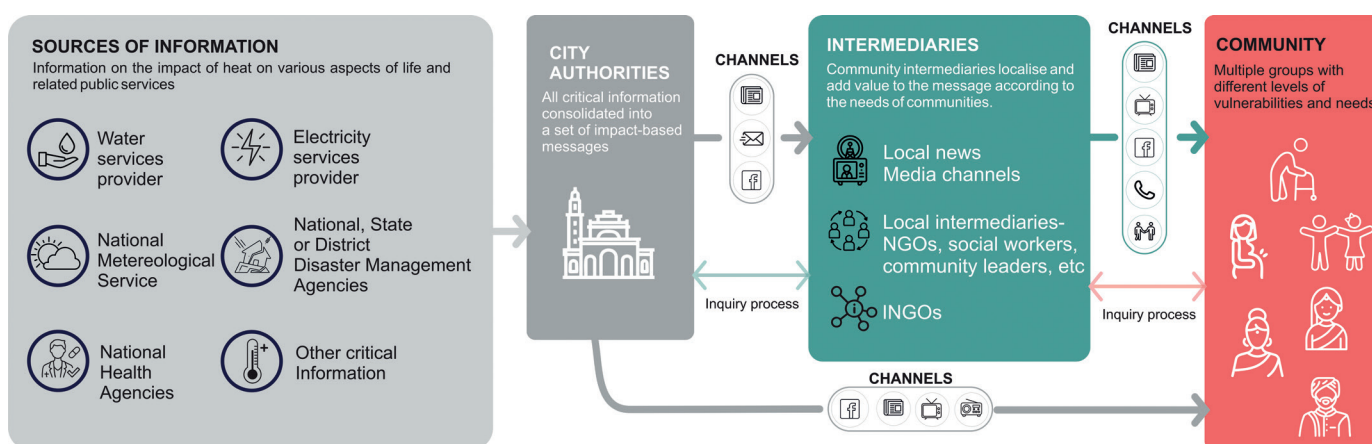 SOURCES OF INFORMATION
Information on the impact of heat on various aspects of life and
related public services
Water
services
provider
Electricity
services
provider
National
Metereological
Service
National, State
or District
Disaster Management
Agencies
National
Health
Agencies
Other critical
Information
CITY
AUTHORITIES
All critical information
consolidated into
a set of impact-based
messages
CHANNELS
Inquiry process
INTERMEDIARIES
Community intermediaries localise and
add value to the message according to
the needs of communities.
Local news
Media channels
Local intermediaries-
NGOs, social workers,
community leaders, etc
INGOs
CHANNELS
Inquiry process
CHANNELS
COMMUNITY
Multiple groups with
different levels of
vulnerabilities and needs